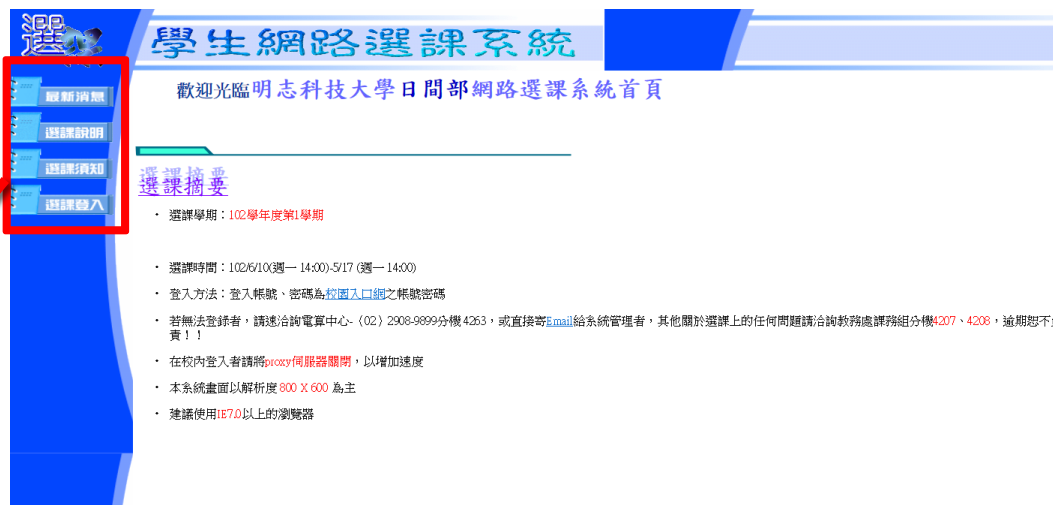 選
學生網路選課系統
歡迎光臨明志科技大學日間部網路選課系統首頁
最新消息
選課說明
選課須知
選課登入
選課摘要
• 選課學期：102學年度第1學期
• 選課時間：102/6/10(週一 14:00)-5/17 (週一 14:00)
• 登入方法：登入帳號、密碼為校園入口網之帳號密碼
• 若無法登錄者，請速洽詢電算中心-（02）2908-9899分機 4263，或直接寄Email給系統管理者，其他關於選課上的任何問題請洽詢教務處課務組分機4207、4208，逾期恕不
責！！
• 在校內登入者請將proxy伺服器關閉，以增加速度
• 本系統畫面以解析度 800 X 600 為主
• 建議使用IE7.0以上的瀏覽器